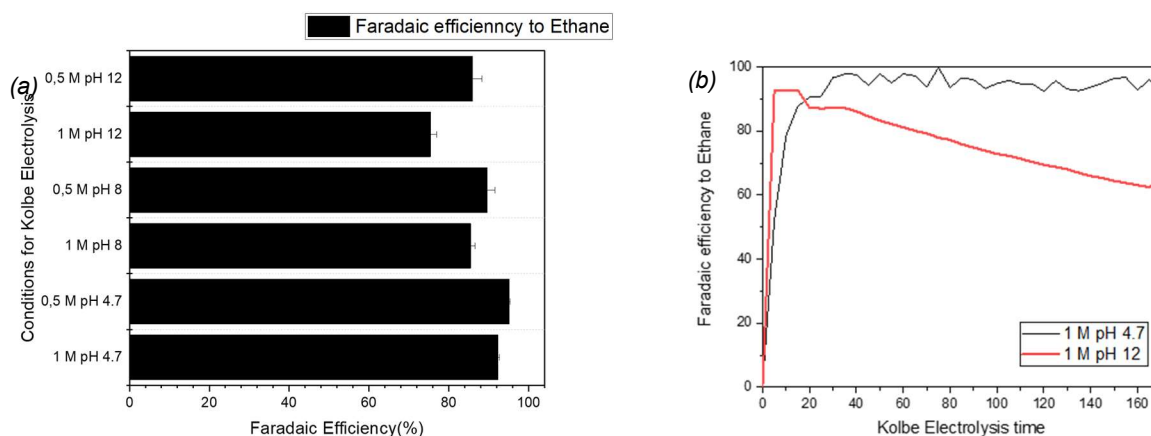 Faradaic efficienncy to Ethane
(a)
Conditions for Kolbe Electrolysis
0,5 M pH 12
1 M pH 12
0,5 M pH 8
1 M pH 8
0,5 M pH 4.7
1 M pH 4.7
0 20 40 60 80 100
Faradaic Efficiency(%)
(b)
Faradaic efficiency to Ethane
100
80
60
40
20
0
1 M pH 4.7
1 M pH 12
0 20 40 60 80 100 120 140 160
Kolbe Electrolysis time